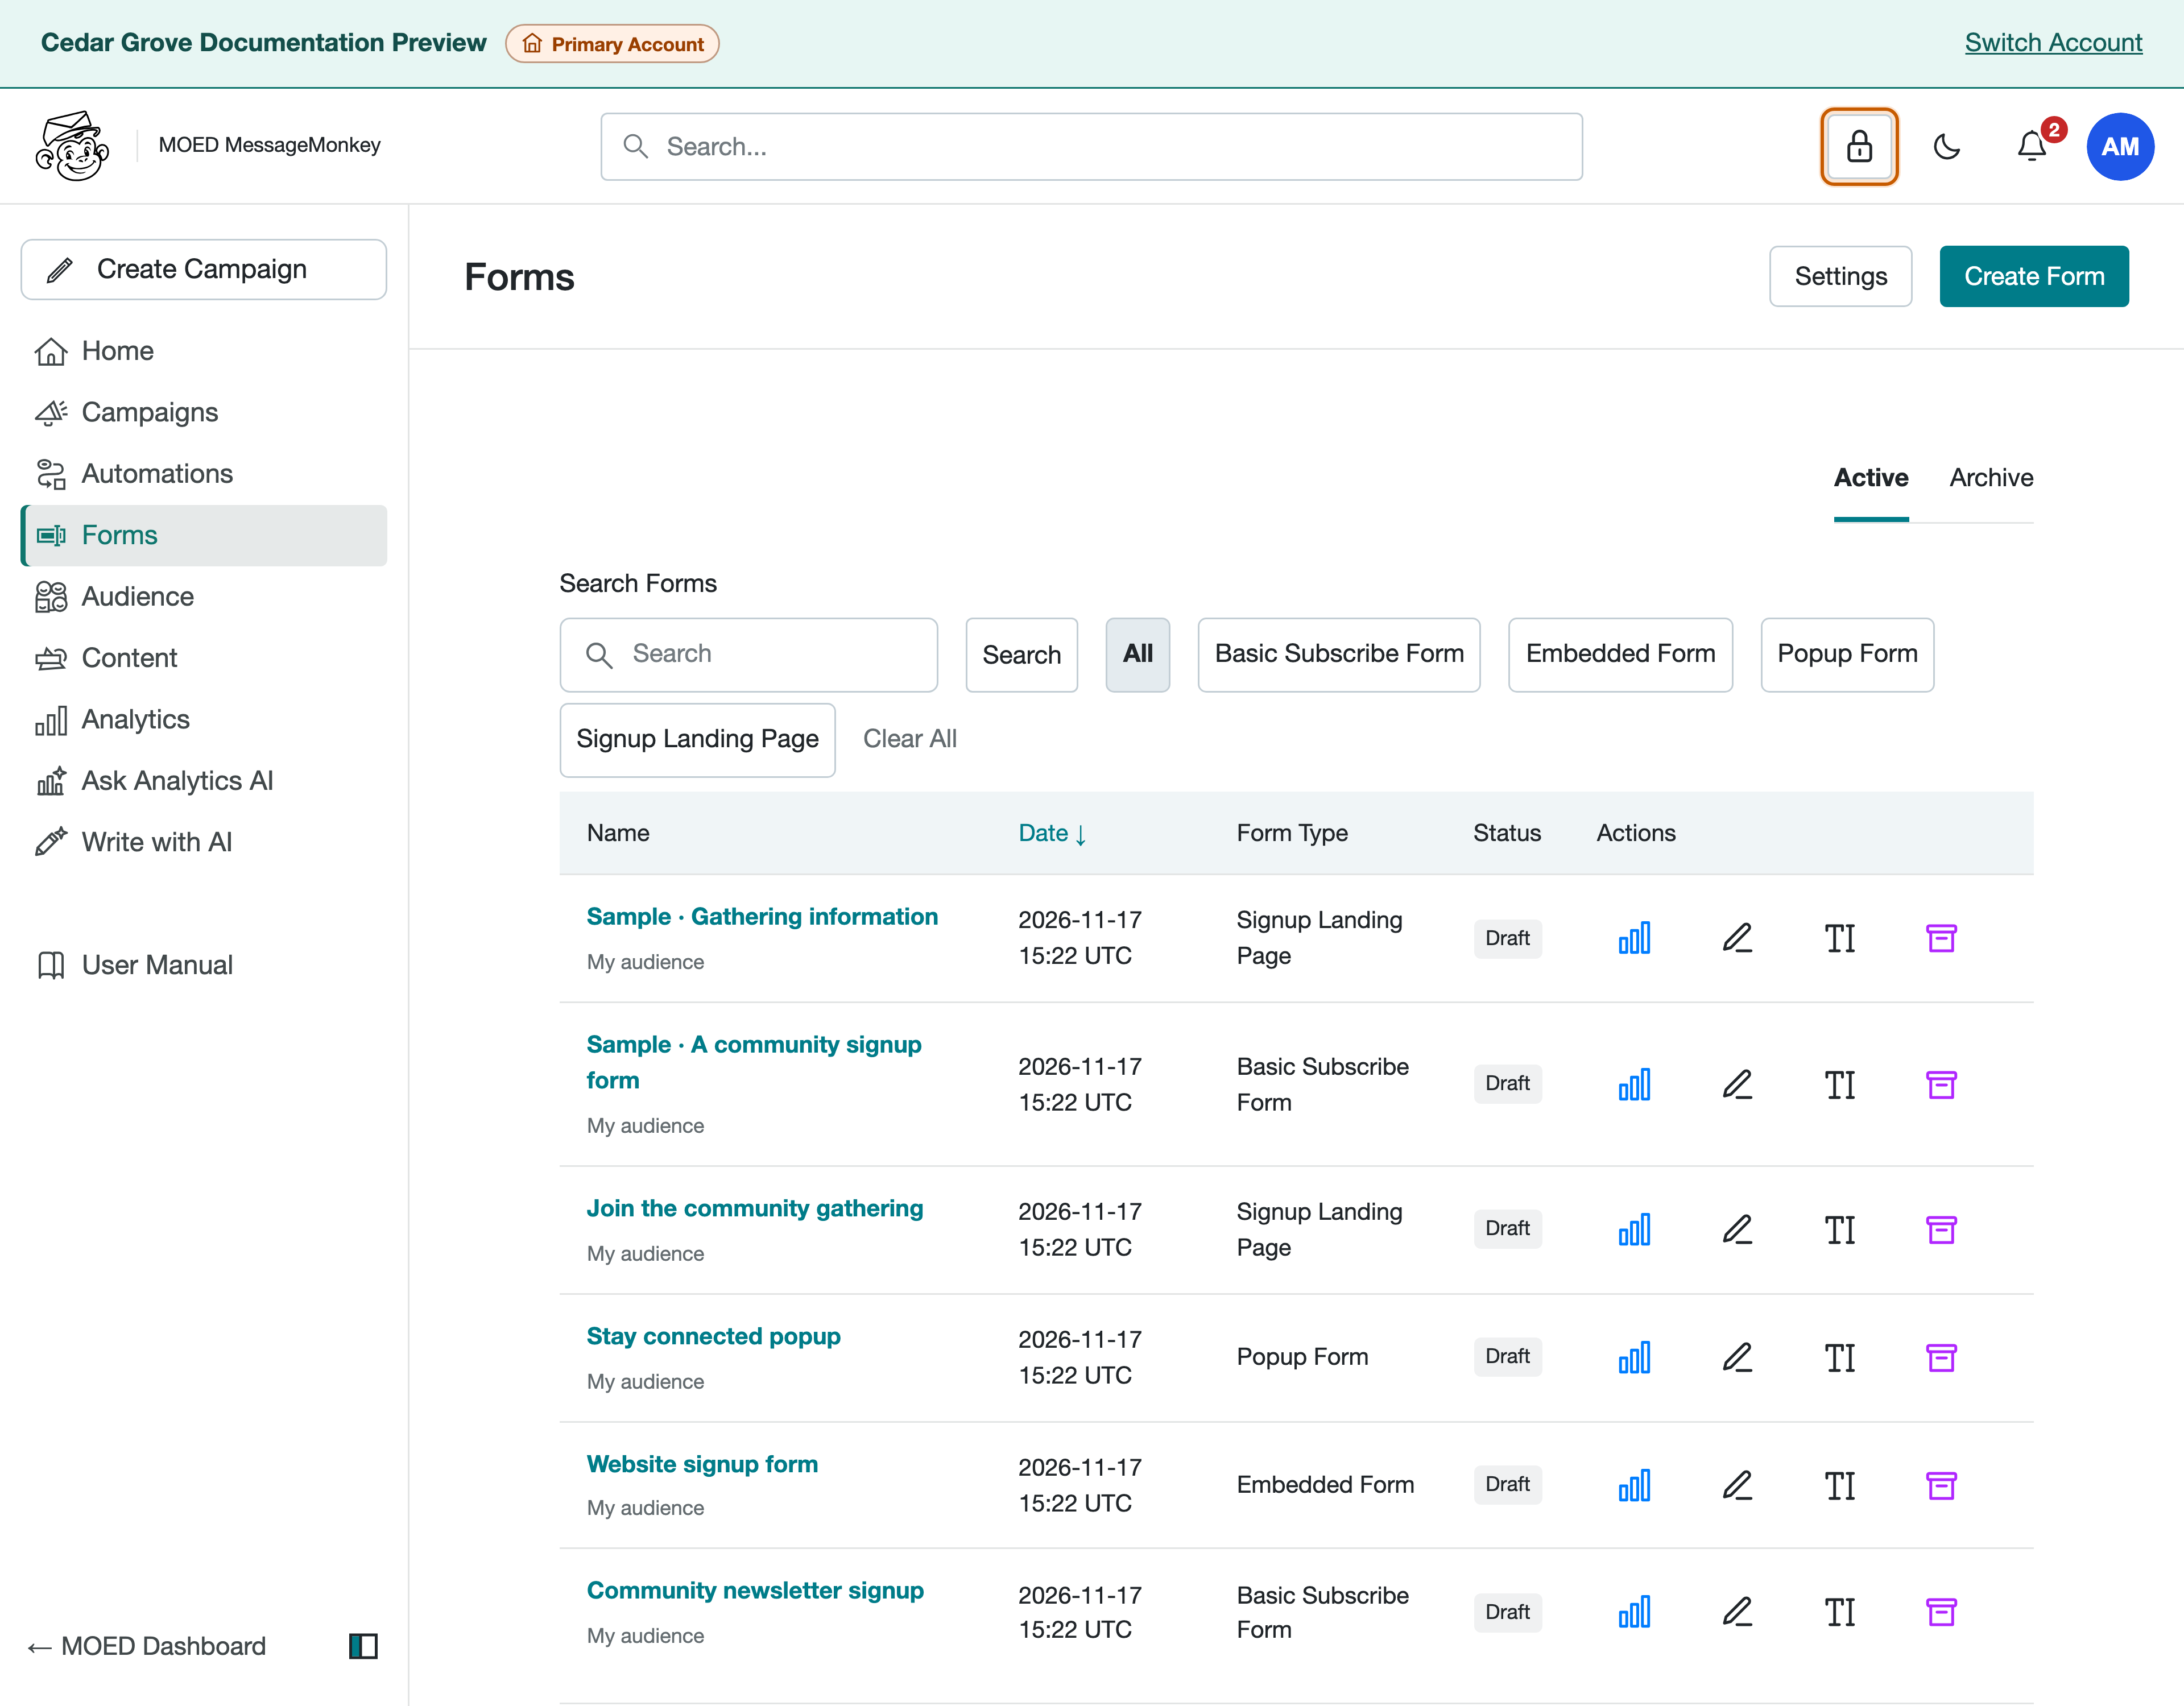 Cedar Grove Documentation Preview
Primary Account
Switch Account
MOED MessageMonkey
Search...
2
AM
Create Campaign
Home
Campaigns
Automations
Forms
Audience
Content
Analytics
Ask Analytics AI
Write with AI
User Manual
← MOED Dashboard
Forms
Settings
Create Form
Active
Archive
Search Forms
Search
Search
All
Basic Subscribe Form
Embedded Form
Popup Form
Signup Landing Page
Clear All
Name
Date ↓
Form Type
Status
Actions
Sample · Gathering information
My audience
2026-11-17
15:22 UTC
Signup Landing
Page
Draft
Sample · A community signup
form
My audience
2026-11-17
15:22 UTC
Basic Subscribe
Form
Draft
Join the community gathering
My audience
2026-11-17
15:22 UTC
Signup Landing
Page
Draft
Stay connected popup
My audience
2026-11-17
15:22 UTC
Popup Form
Draft
Website signup form
My audience
2026-11-17
15:22 UTC
Embedded Form
Draft
Community newsletter signup
My audience
2026-11-17
15:22 UTC
Basic Subscribe
Form
Draft